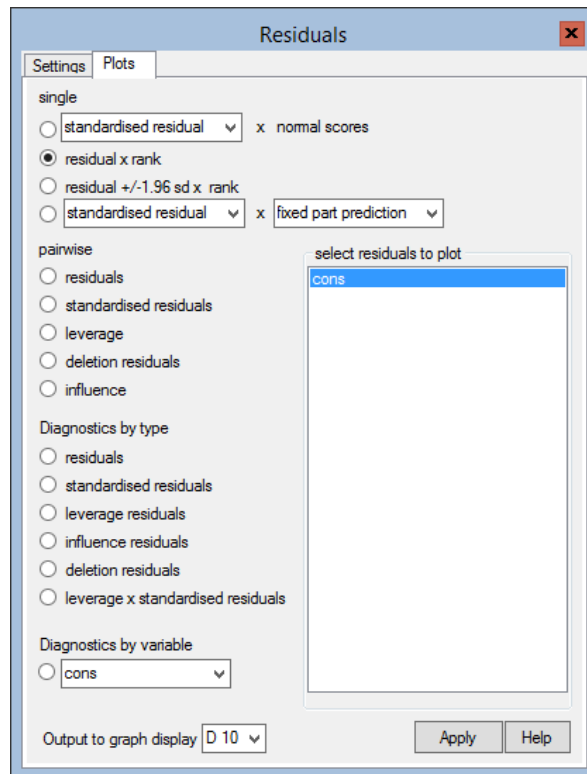 Residuals
x
Settings Plots
single
standardised residual x normal scores
residual x rank
residual +/-1.96 sd x rank
standardised residual x fixed part prediction
pairwise
residuals
standardised residuals
leverage
deletion residuals
influence
select residuals to plot
cons
Diagnostics by type
residuals
standardised residuals
leverage residuals
influence residuals
deletion residuals
leverage x standardised residuals
Diagnostics by variable
cons
Output to graph display D 10 Apply Help